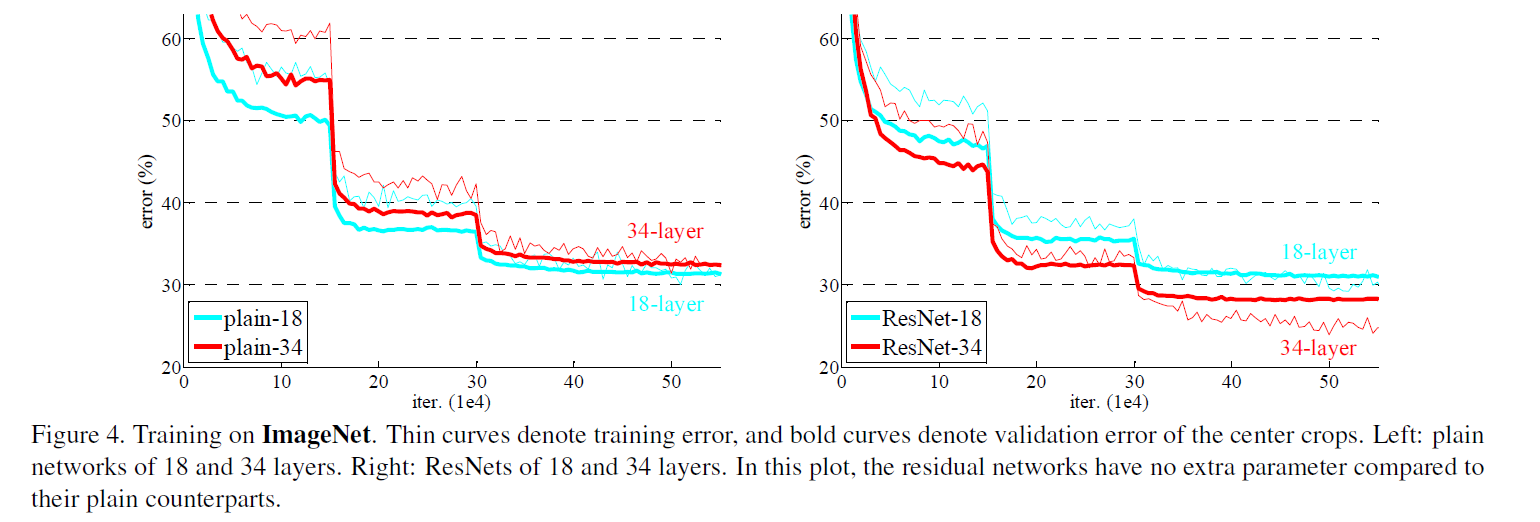 60
50
40
30
20
error (%)
34-layer
18-layer
plain-18
plain-34
0 10 20 30 40 50
iter. (1e4)
60
50
40
30
20
error (%)
18-layer
34-layer
ResNet-18
ResNet-34
0 10 20 30 40 50
iter. (1e4)
Figure 4. Training on ImageNet. Thin curves denote training error, and bold curves denote validation error of the center crops. Left: plain
networks of 18 and 34 layers. Right: ResNets of 18 and 34 layers. In this plot, the residual networks have no extra parameter compared to
their plain counterparts.